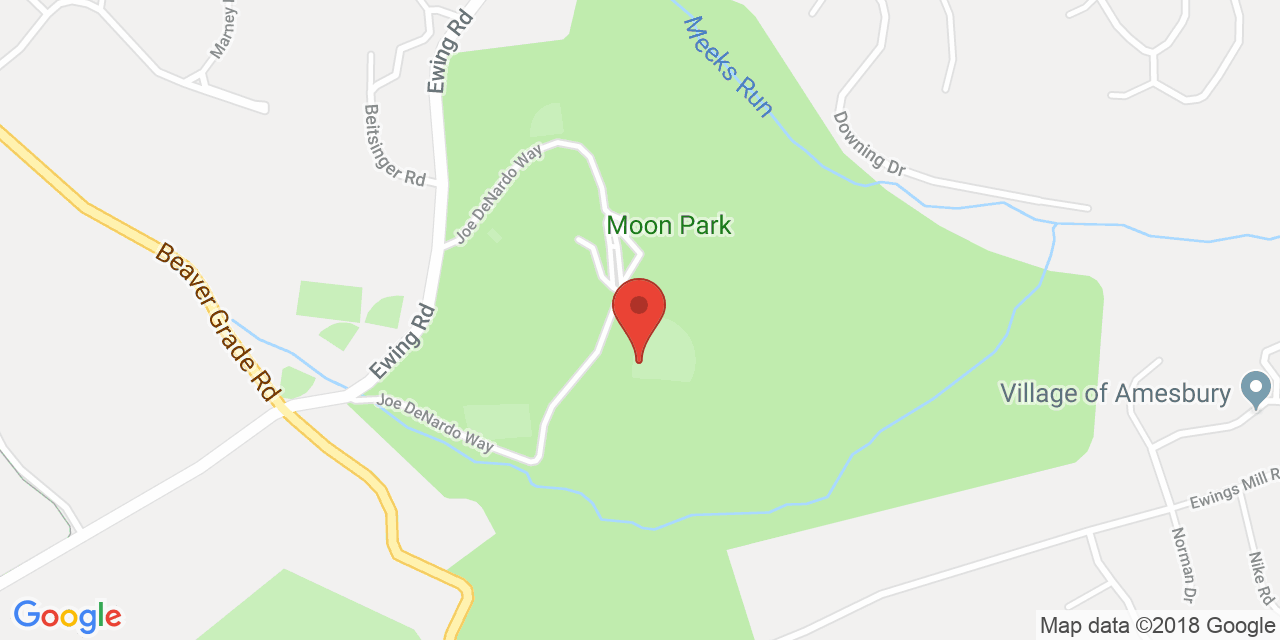 Marney
Ewing Rd
Meeks Run
Beitsinger Rd
Downing Dr
Joe DeNardo Way
Moon Park
Beaver Grade Rd
Ewing Rd
Village of Amesbury
Joe DeNardo Way
Ewings Mill R
Norman Dr
Nike Rd
Google
Map data ©2018 Google